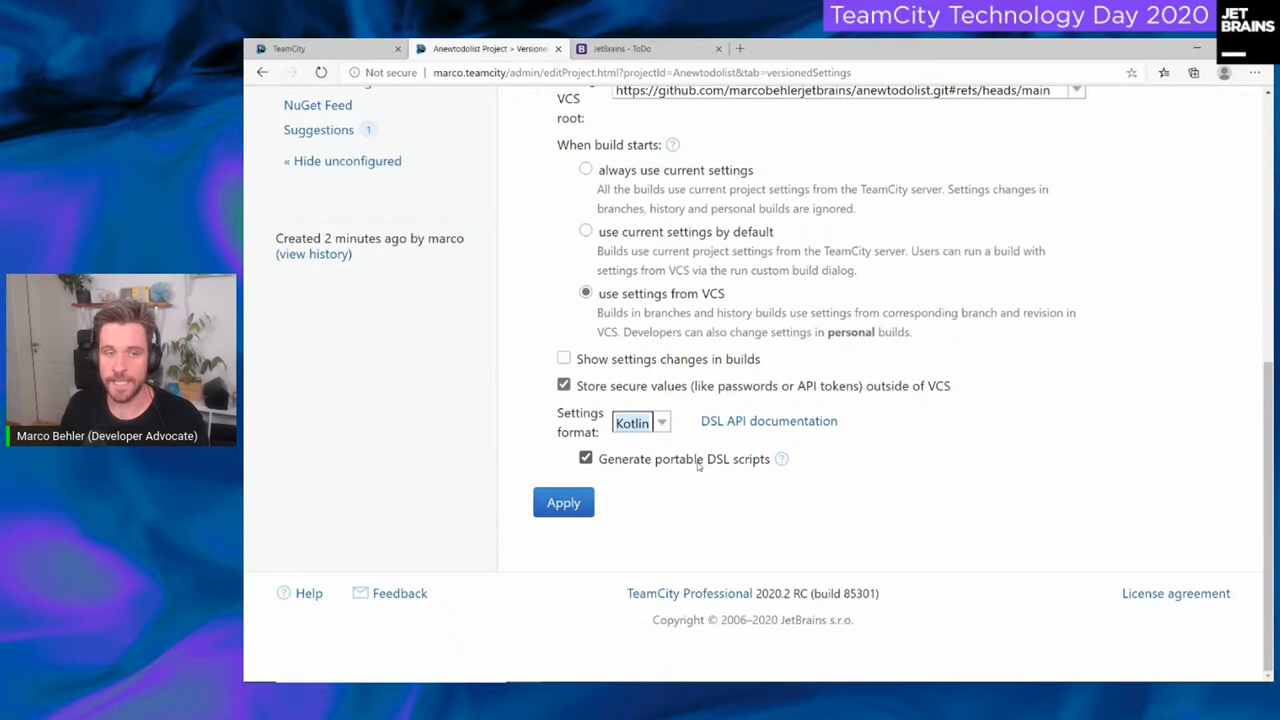 TeamCity Technology Day 2020
JET
BRAINS
TeamCity
Anewtodolist Project > Versione
JetBrains - ToDo
Not secure
marco.teamcity/admin/editProject.html?projectId=Anewtodolist&tab=versionedSettings
NuGet Feed
Suggestions 1
« Hide unconfigured
Created 2 minutes ago by marco
(view history)
VCS
root:
https://github.com/marcobehlerjetbrains/anewtodolist.git#refs/heads/main
When build starts:
always use current settings
All the builds use current project settings from the TeamCity server. Settings changes in
branches, history and personal builds are ignored.
use current settings by default
Builds use current project settings from the TeamCity server. Users can run a build with
settings from VCS via the run custom build dialog.
use settings from VCS
Builds in branches and history builds use settings from corresponding branch and revision in
VCS. Developers can also change settings in personal builds.
Show settings changes in builds
Store secure values (like passwords or API tokens) outside of VCS
Settings
format:
Kotlin
DSL API documentation
Generate portable DSL scripts
Apply
Marco Behler (Developer Advocate)
Help
Feedback
TeamCity Professional 2020.2 RC (build 85301)
License agreement
Copyright © 2006–2020 JetBrains s.r.o.